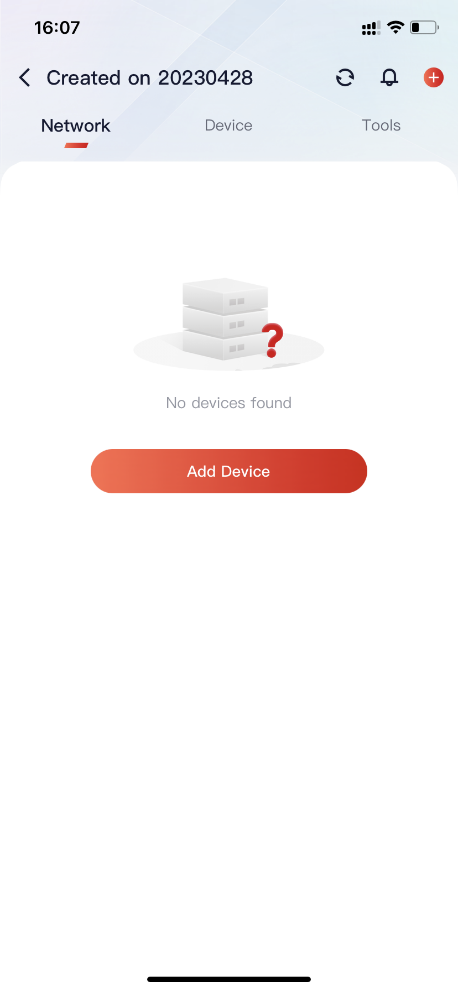 16:07
Created on 20230428
Network
Device
Tools
?
No devices found
Add Device